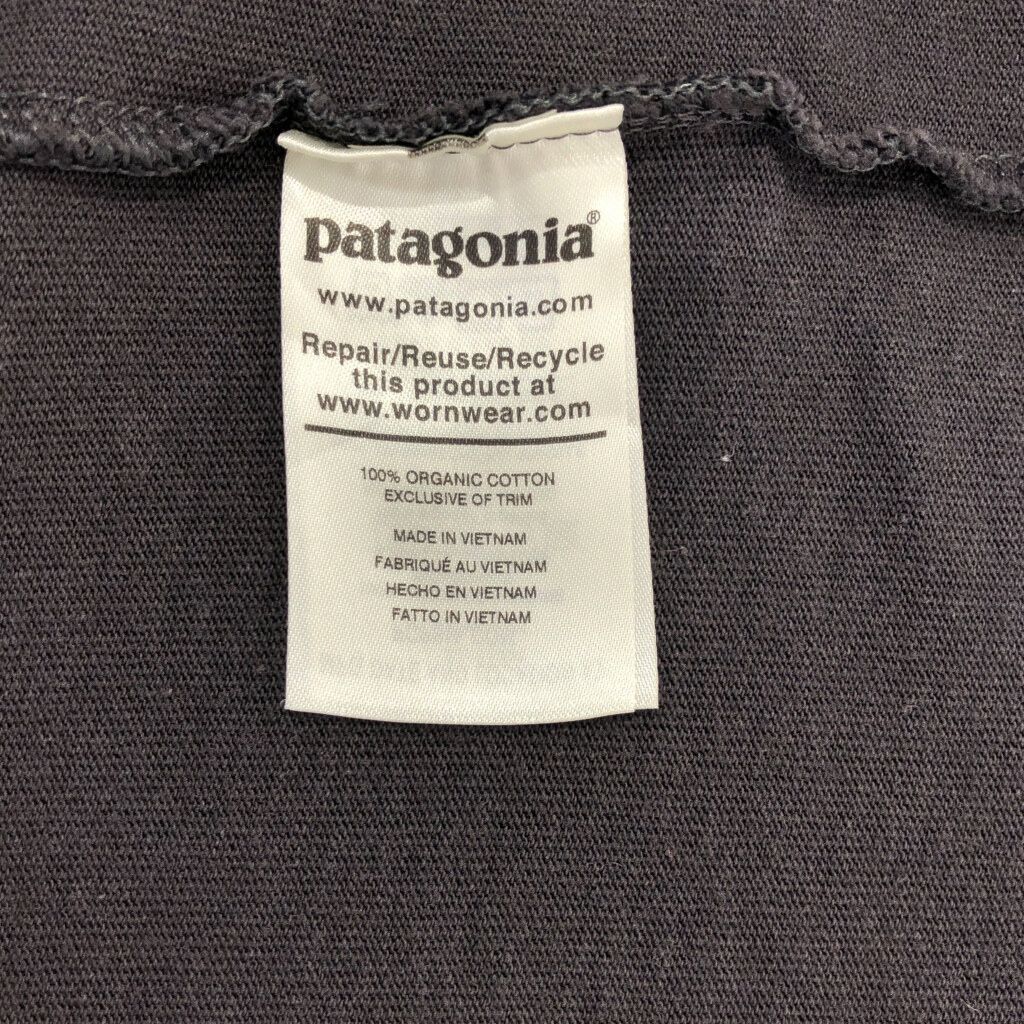 patagonia®
www.patagonia.com
Repair/Reuse/Recycle
this product at
www.wornwear.com
100% ORGANIC COTTON
EXCLUSIVE OF TRIM
MADE IN VIETNAM
FABRIQUÉ AU VIETNAM
HECHO EN VIETNAM
FATTO IN VIETNAM